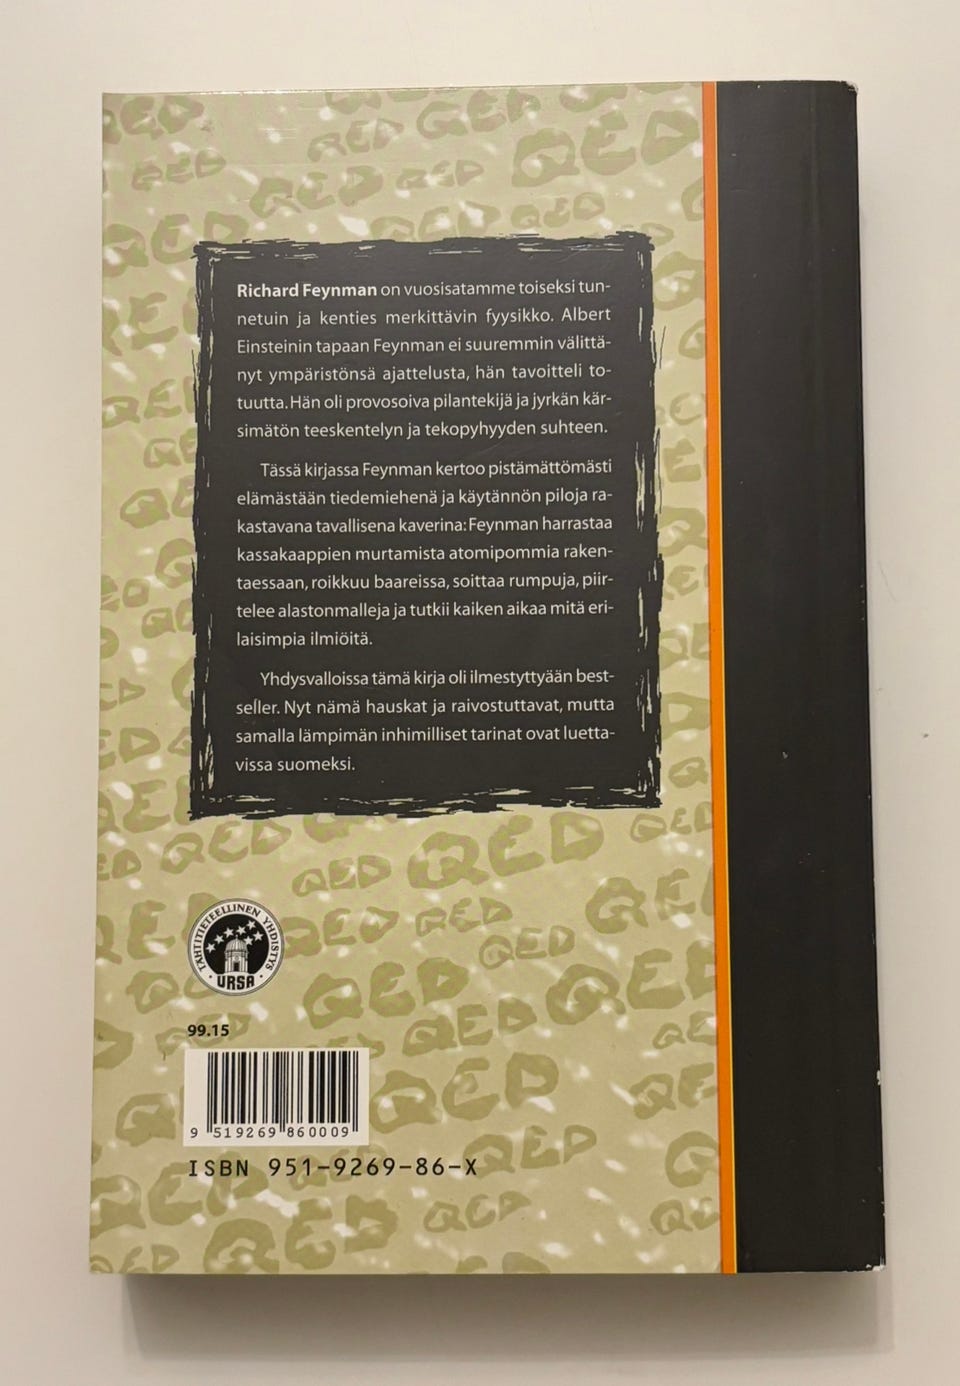 Richard Feynman on vuosisatamme toiseksi tun-
netuin ja kenties merkittävin fyysikko. Albert
Einsteinin tapaan Feynman ei suuremmin välittä-
nyt ympäristönsä ajattelusta, hän tavoitteli to-
tuutta. Hän oli provosoiva pilantekijä ja jyrkän kär-
simätön teeskentelyn ja tekopyhyyden suhteen.
Tässä kirjassa Feynman kertoo pistämättömästi
elämästään tiedemiehenä ja käytännön piloja ra-
kastavana tavallisena kaverina: Feynman harrastaa
kassakaappien murtamista atomipommia raken-
taessaan, roikkuu baareissa, soittaa rumpuja, piir-
telee alastonmalleja ja tutkii kaiken aikaa mitä eri-
laisimpia ilmiöitä.
Yhdysvalloissa tämä kirja oli ilmestyttyään best-
seller. Nyt nämä hauskat ja raivostuttavat, mutta
samalla lämpimän inhimilliset tarinat ovat luetta-
vissa suomeksi.
QED QED
QED
TÄHTITIETEELLINEN YHDISTYS
URSA
99.15
9 519269 860009
ISBN 951-9269-86-X